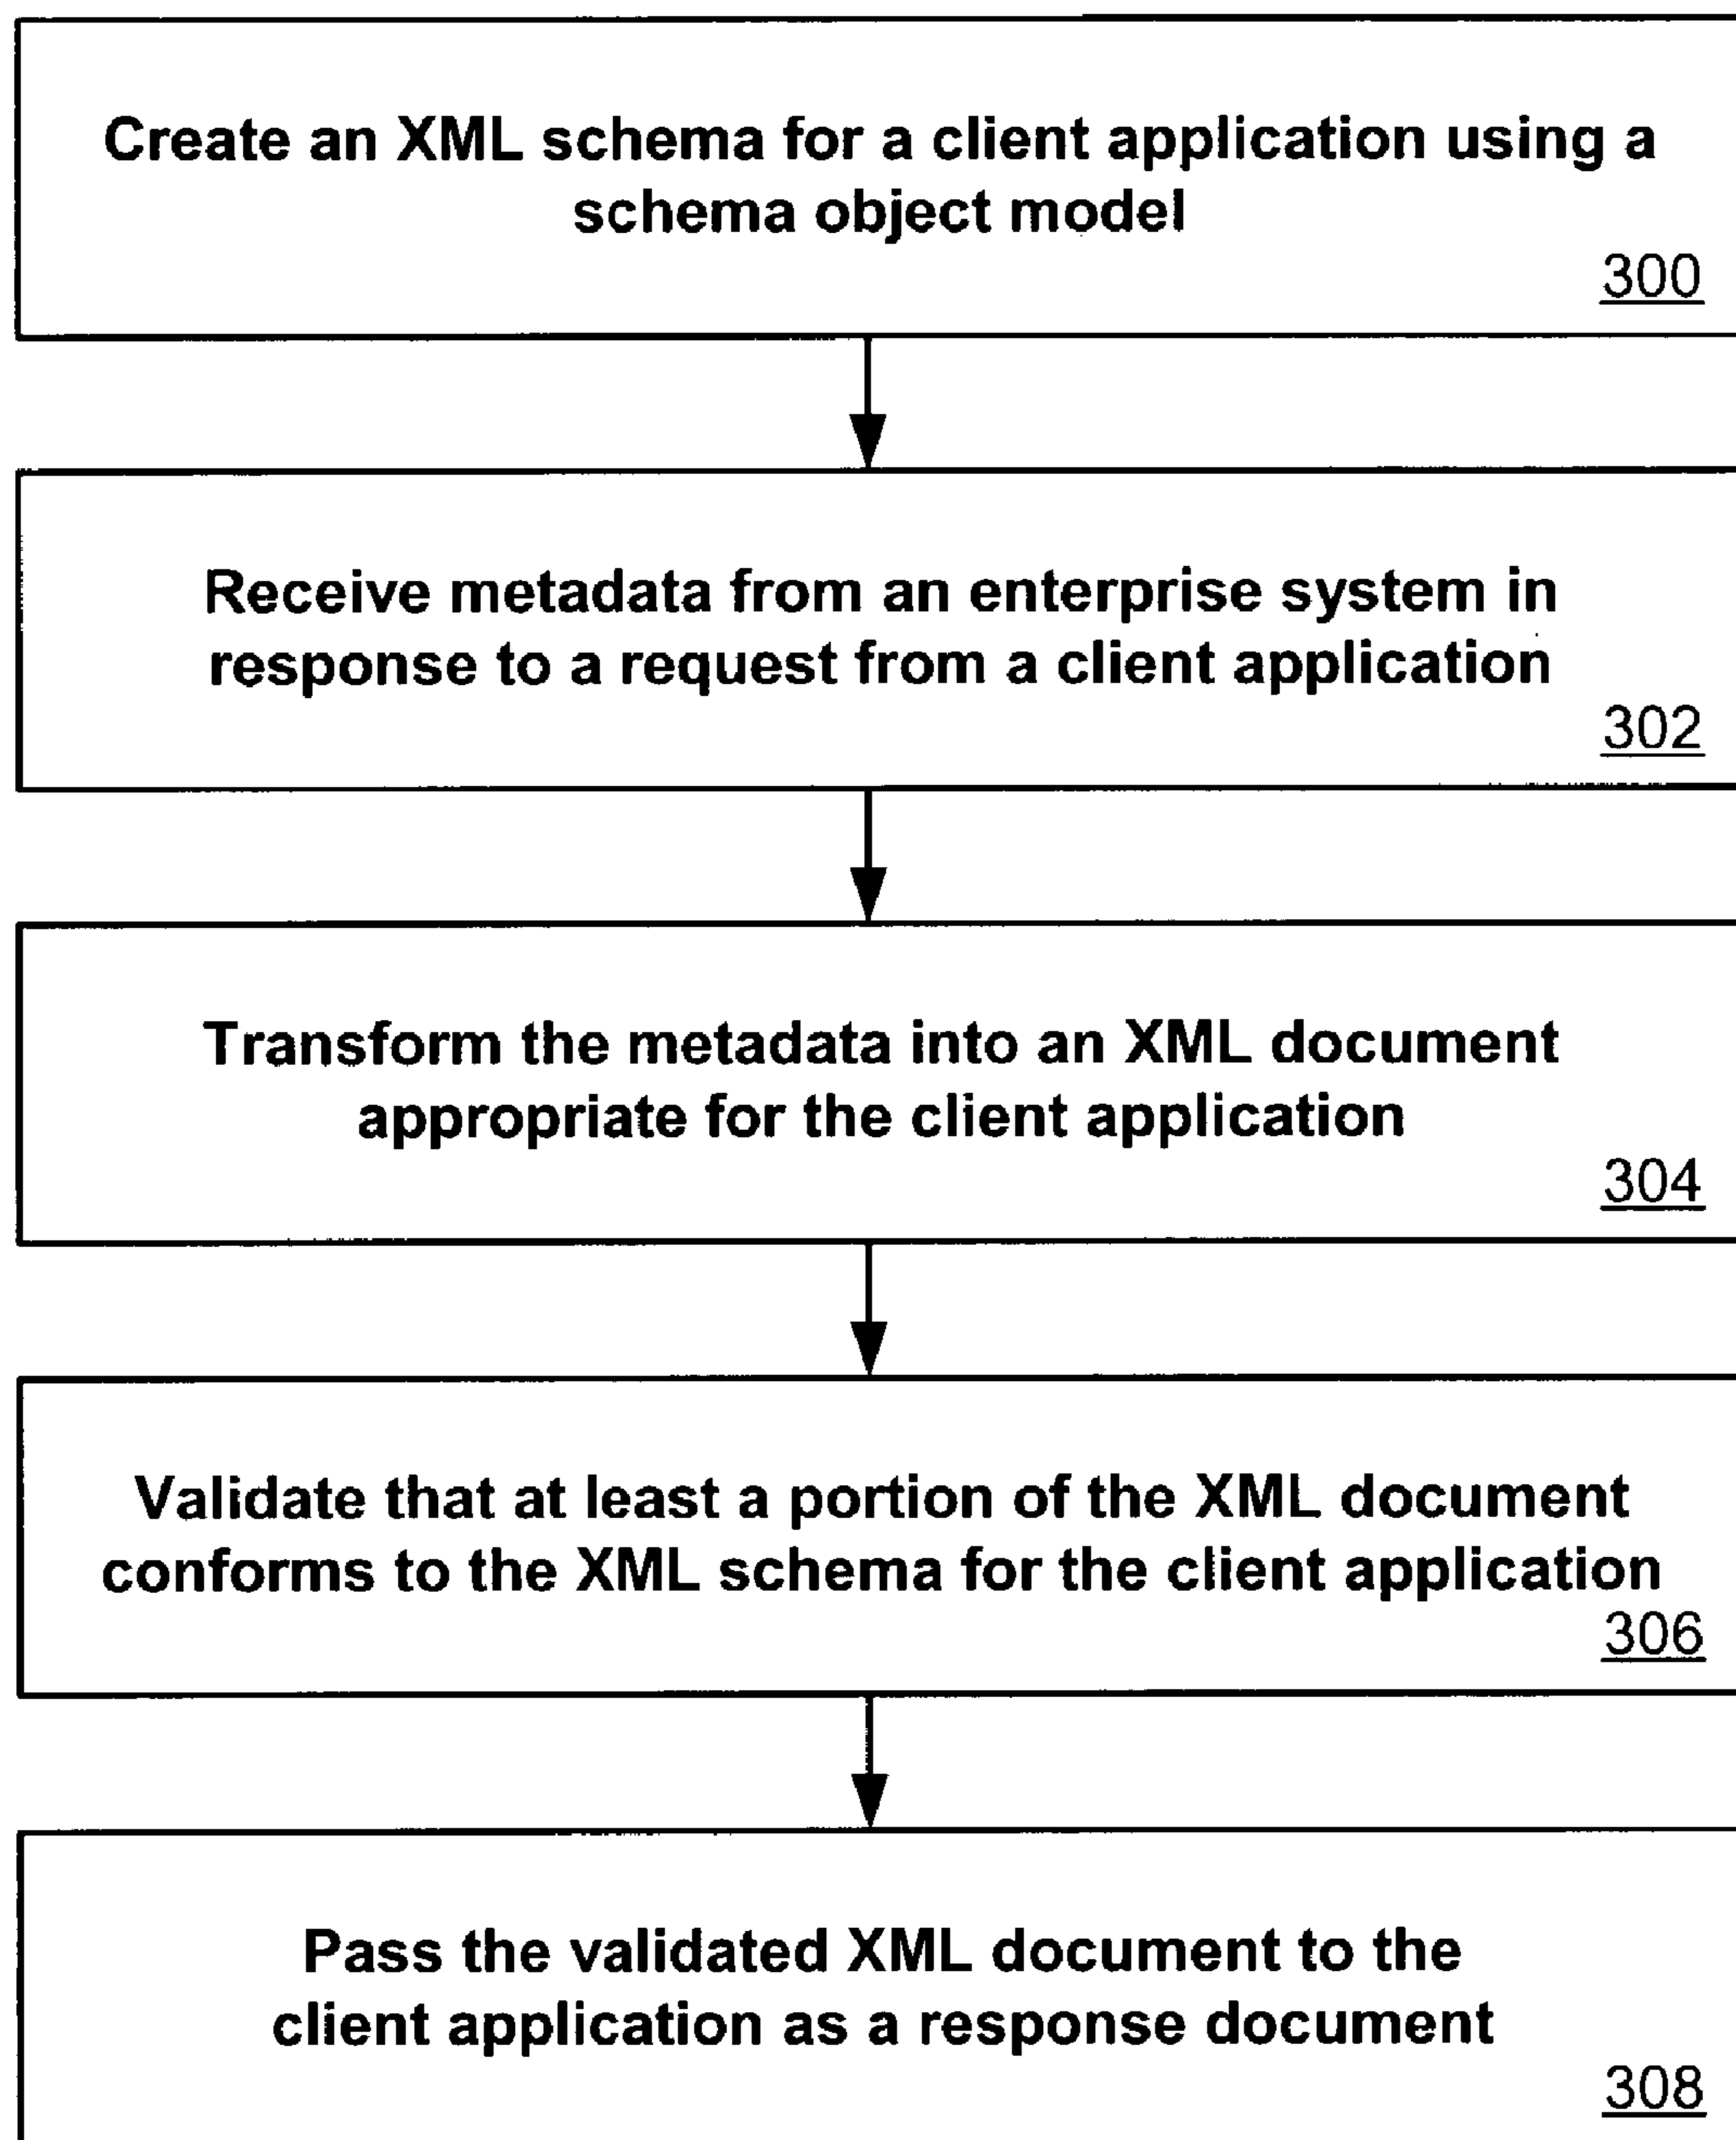 Create an XML schema for a client application using a
schema object model
300
Receive metadata from an enterprise system in
response to a request from a client application
302
Transform the metadata into an XML document
appropriate for the client application
304
Validate that at least a portion of the XML document
conforms to the XML schema for the client application
306
Pass the validated XML document to the
client application as a response document
308